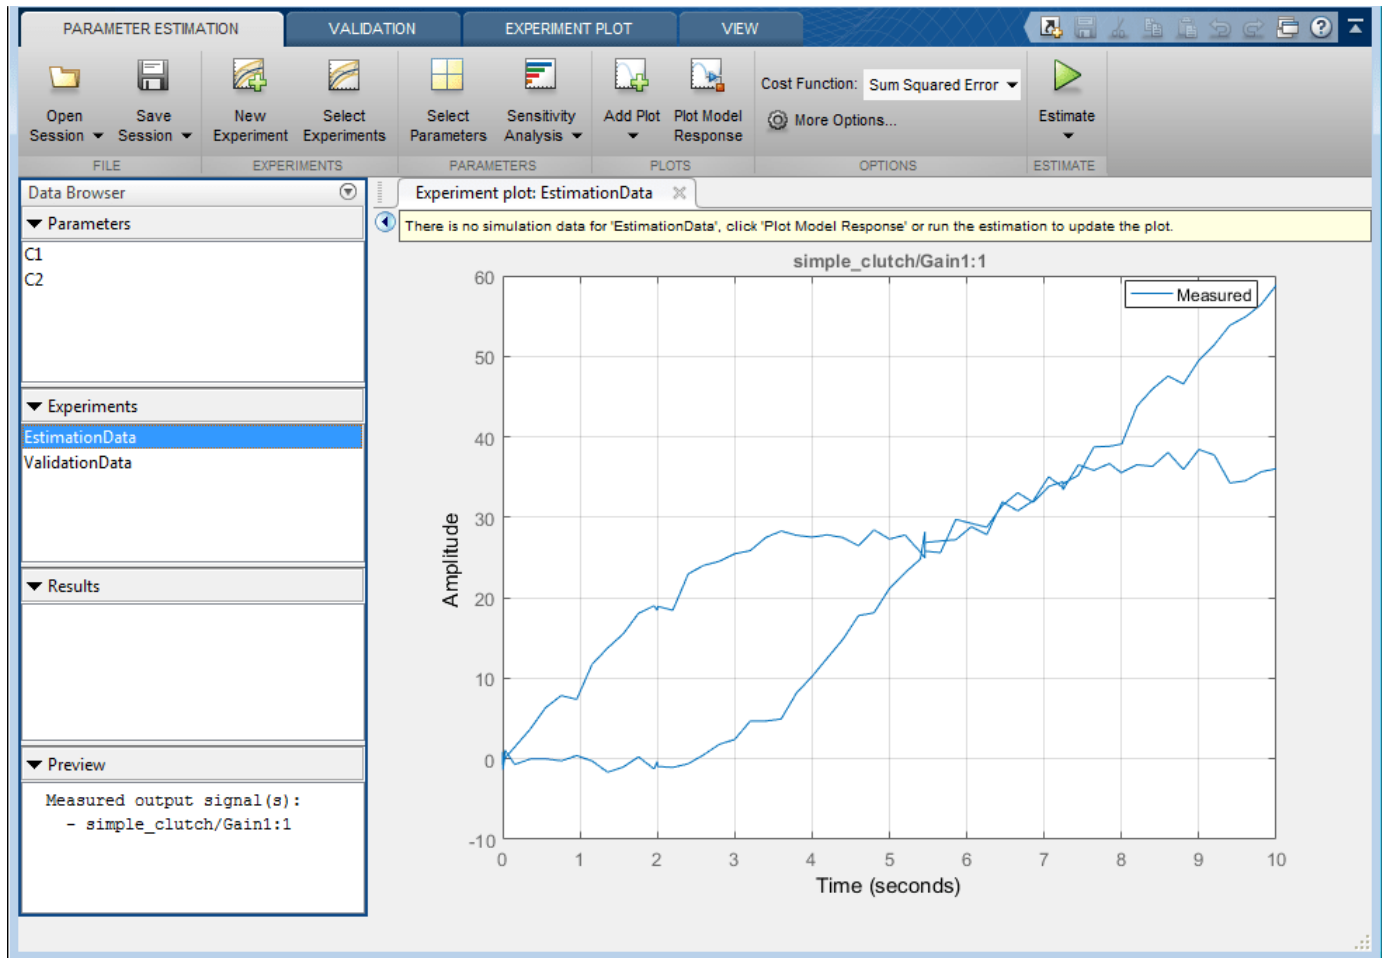 PARAMETER ESTIMATION VALIDATION EXPERIMENT PLOT VIEW
Open Session
Save Session
New Experiment
Select Experiments
Select Parameters
Sensitivity Analysis
Add Plot
Plot Model Response
Cost Function: Sum Squared Error
More Options...
Estimate
FILE EXPERIMENTS PARAMETERS PLOTS OPTIONS ESTIMATE
Data Browser
Parameters
C1
C2
Experiments
EstimationData
ValidationData
Results
Preview
Measured output signal(s):
- simple_clutch/Gain1:1
Experiment plot: EstimationData
There is no simulation data for 'EstimationData', click 'Plot Model Response' or run the estimation to update the plot.
simple_clutch/Gain1:1
Measured
60
50
40
30
20
10
0
-10
Amplitude
0 1 2 3 4 5 6 7 8 9 10
Time (seconds)